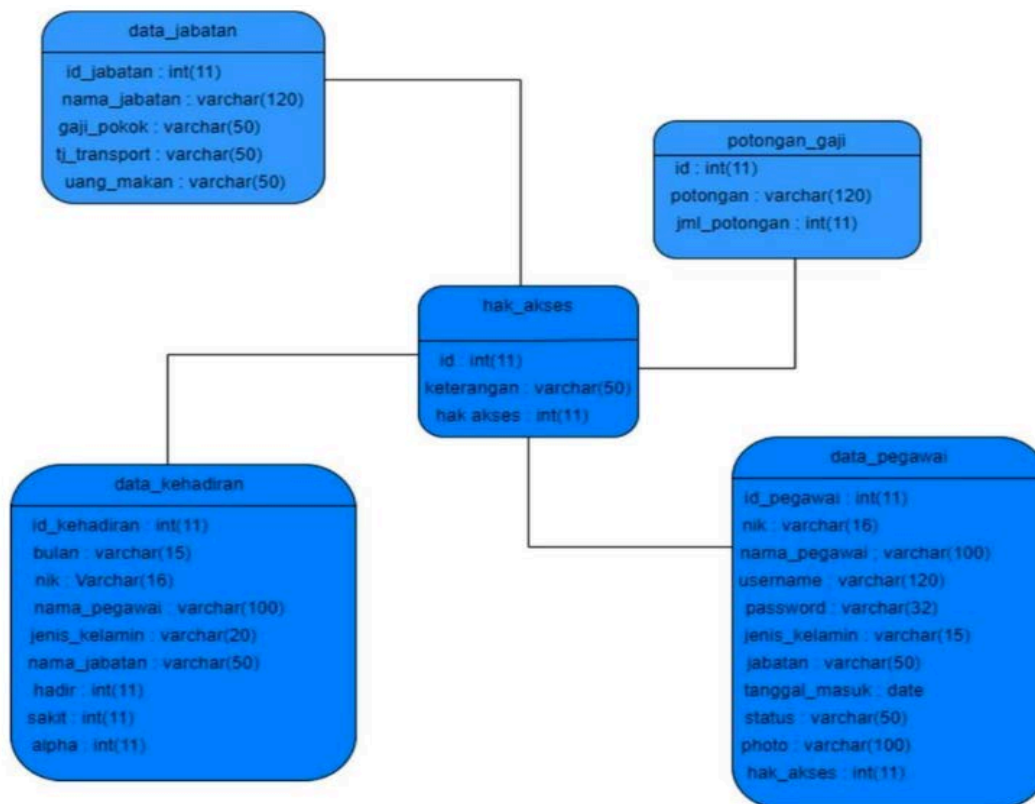 data_jabatan
id_jabatan : int(11)
nama_jabatan : varchar(120)
gaji_pokok : varchar(50)
tj_transport : varchar(50)
uang_makan : varchar(50)
potongan_gaji
id : int(11)
potongan : varchar(120)
jml_potongan : int(11)
hak_akses
id : int(11)
keterangan : varchar(50)
hak akses : int(11)
data_kehadiran
id_kehadiran : int(11)
bulan : varchar(15)
nik : Varchar(16)
nama_pegawai : varchar(100)
jenis_kelamin : varchar(20)
nama_jabatan : varchar(50)
hadir : int(11)
sakit : int(11)
alpha : int(11)
data_pegawai
id_pegawai : int(11)
nik : varchar(16)
nama_pegawai ; varchar(100)
username : varchar(120)
password : varchar(32)
jenis_kelamin : varchar(15)
jabatan : varchar(50)
tanggal_masuk : date
status : varchar(50)
photo : varchar(100)
hak_akses : int(11)